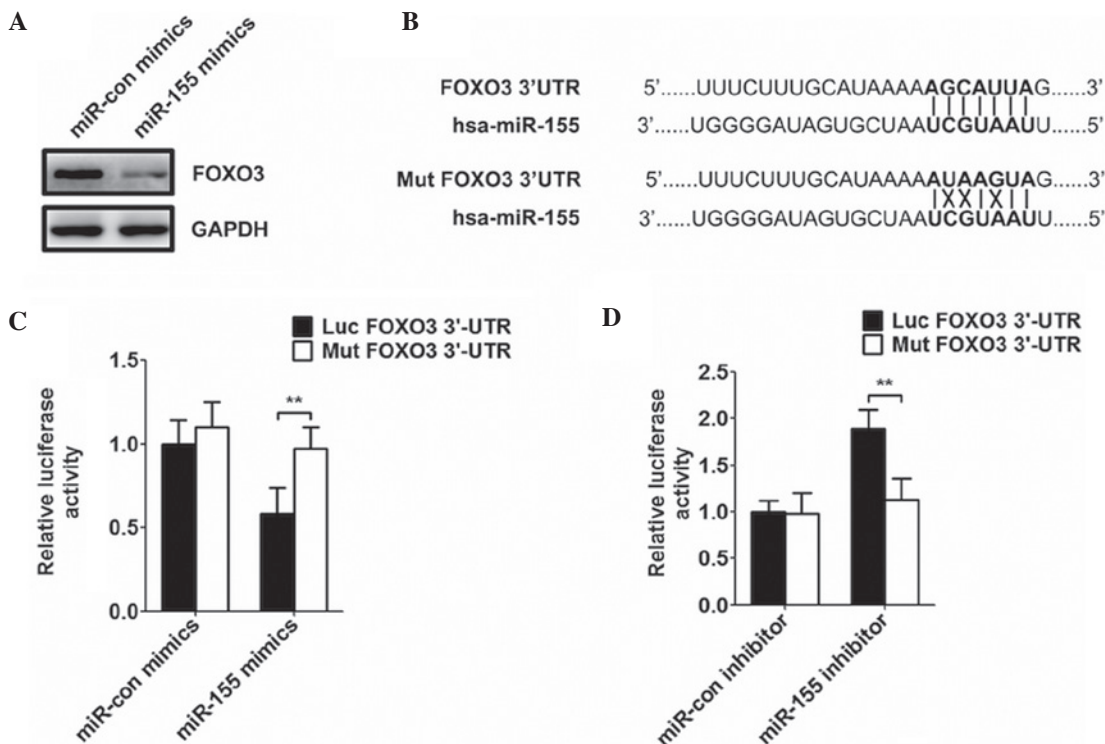 A
miR-con mimics
miR-155 mimics
FOXO3
GAPDH
B
FOXO3 3'UTR 5'......UUUCUUUGCAUAAAAAGCAUUAG......3'
hsa-miR-155 3'......UGGGGAUAGUGCUAAUCGUAAUU......5'
Mut FOXO3 3'UTR 5'......UUUCUUUGCAUAAAAAUAAGUAG......3'
|XX|X||
hsa-miR-155 3'......UGGGGAUAGUGCUAAUCGUAAUU......5'
C
Luc FOXO3 3'-UTR
Mut FOXO3 3'-UTR
Relative luciferase activity
1.5
1.0
0.5
0.0
**
miR-con mimics
miR-155 mimics
D
Luc FOXO3 3'-UTR
Mut FOXO3 3'-UTR
Relative luciferase activity
2.5
2.0
1.5
1.0
0.5
0.0
**
miR-con inhibitor
miR-155 inhibitor